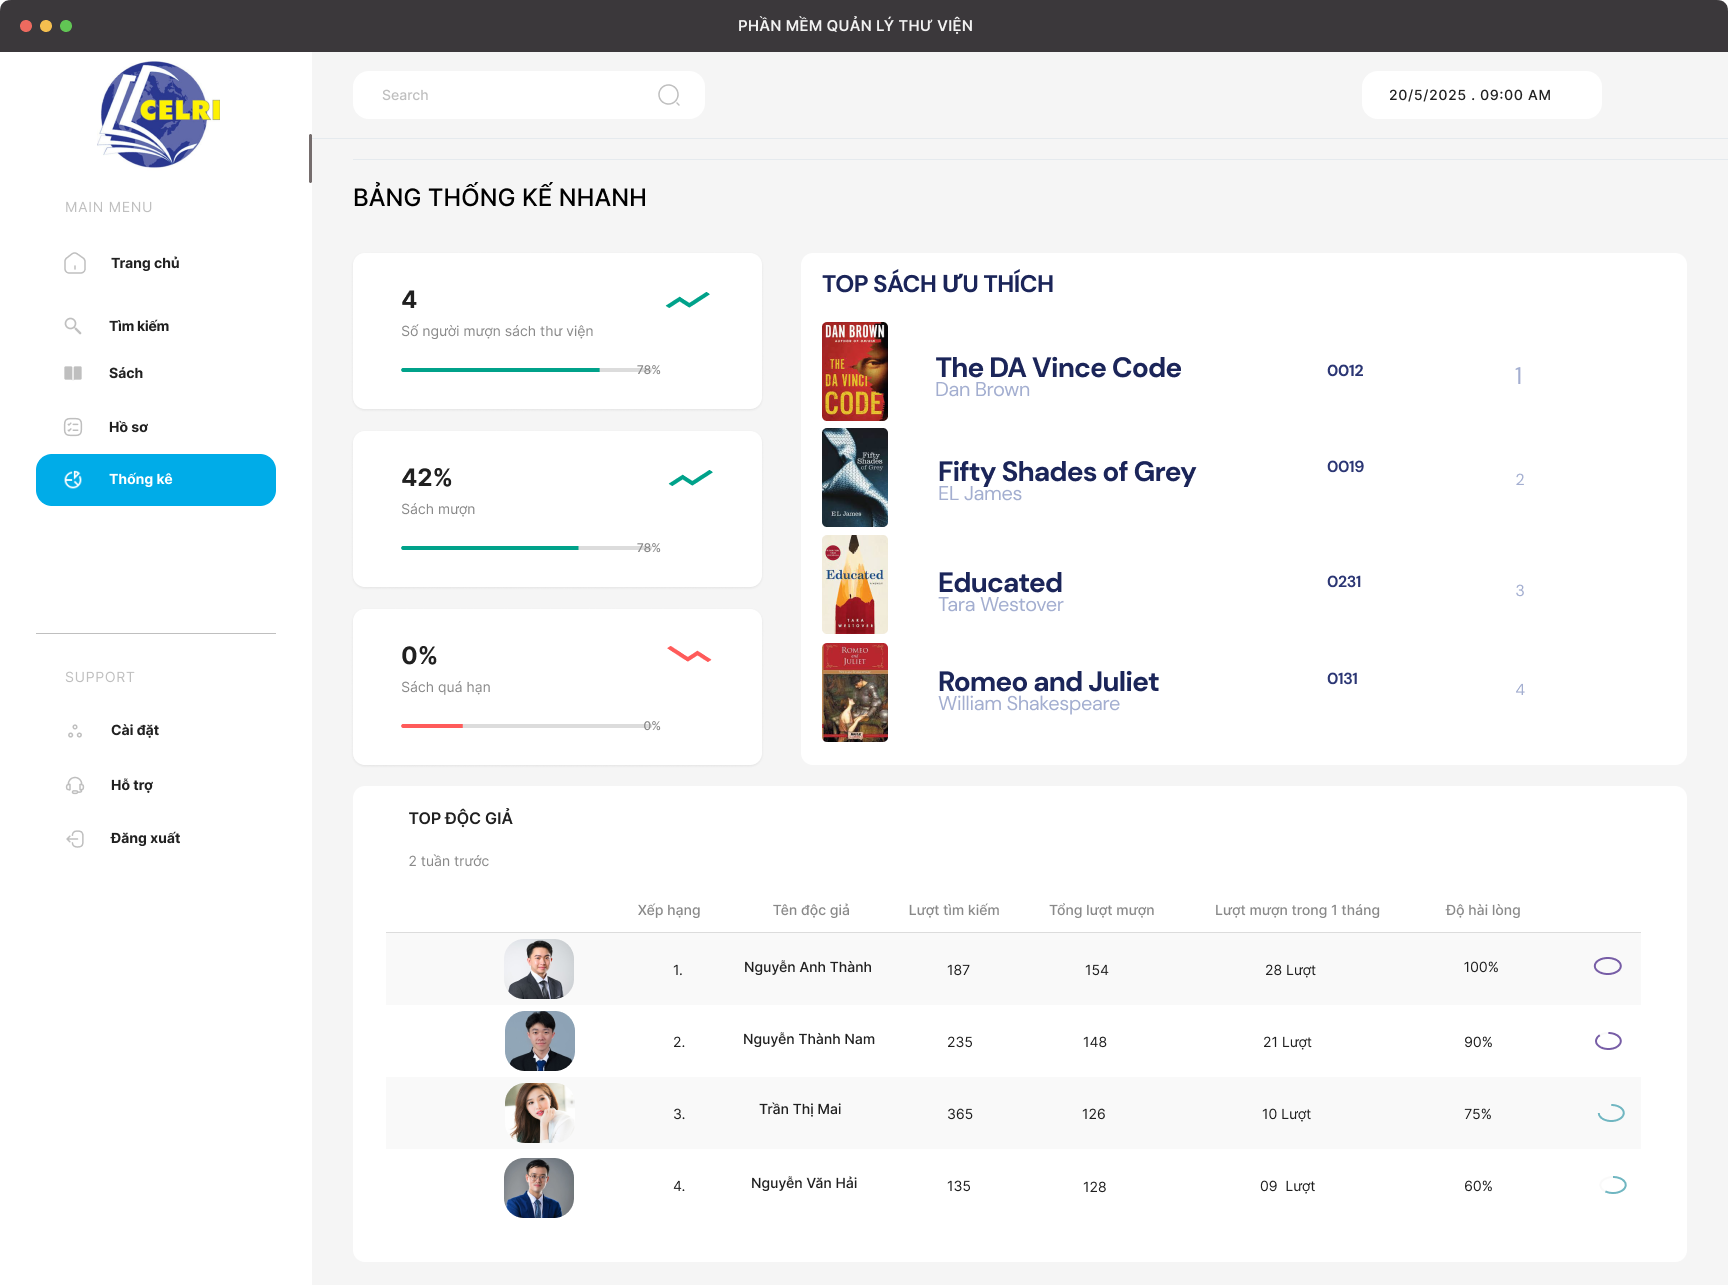 PHẦN MỀM QUẢN LÝ THƯ VIỆN
CELRI
Search
20/5/2025 . 09:00 AM
MAIN MENU
Trang chủ
Tìm kiếm
Sách
Hồ sơ
Thống kê
SUPPORT
Cài đặt
Hỗ trợ
Đăng xuất
BẢNG THỐNG KẾ NHANH
4
Số người mượn sách thư viện
78%
42%
Sách mượn
78%
0%
Sách quá hạn
0%
TOP SÁCH ƯU THÍCH
DAN BROWN
THE
DA VINCI
CODE
The DA Vince Code
Dan Brown
0012
1
Fifty Shades
of Grey
EL James
Fifty Shades of Grey
EL James
0019
2
Educated
TARA
WESTOVER
Educated
Tara Westover
0231
3
ROMEO
and
JULIET
Romeo and Juliet
William Shakespeare
0131
4
TOP ĐỘC GIẢ
2 tuần trước
Xếp hạng Tên độc giả Lượt tìm kiếm Tổng lượt mượn Lượt mượn trong 1 tháng Độ hài lòng
1. Nguyễn Anh Thành 187 154 28 Lượt 100%
2. Nguyễn Thành Nam 235 148 21 Lượt 90%
3. Trần Thị Mai 365 126 10 Lượt 75%
4. Nguyễn Văn Hải 135 128 09 Lượt 60%